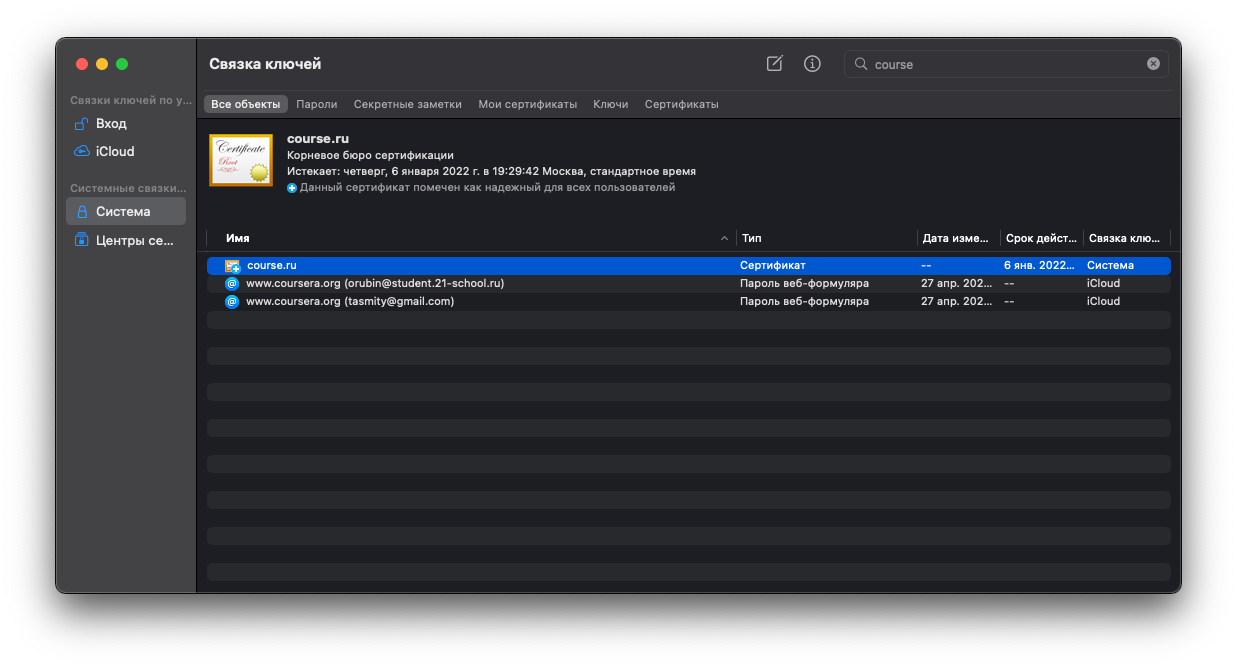 Связка ключей
course
Связки ключей по у...
Вход
iCloud
Системные связки...
Система
Центры се...
Все объекты Пароли Секретные заметки Мои сертификаты Ключи Сертификаты
Certificate
Root
course.ru
Корневое бюро сертификации
Истекает: четверг, 6 января 2022 г. в 19:29:42 Москва, стандартное время
Данный сертификат помечен как надежный для всех пользователей
Имя Тип Дата изме... Срок дейст... Связка клю...
course.ru Сертификат -- 6 янв. 2022... Система
www.coursera.org (orubin@student.21-school.ru) Пароль веб-формуляра 27 апр. 202... -- iCloud
www.coursera.org (tasmity@gmail.com) Пароль веб-формуляра 27 апр. 202... -- iCloud